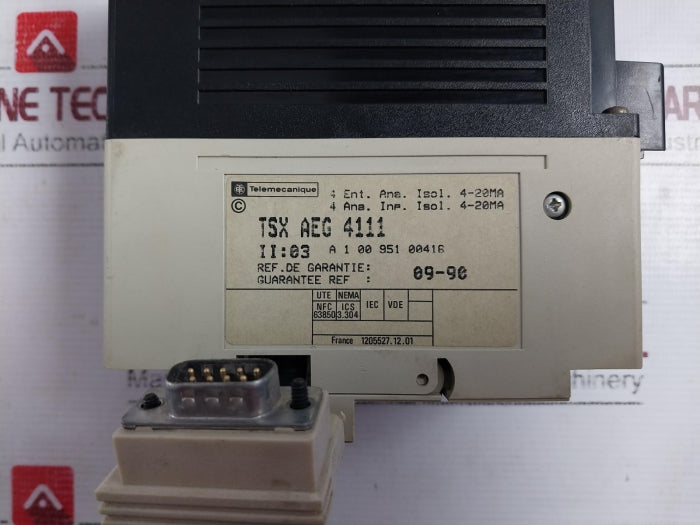 Telemecanique
4 Ent. Ana. Isol. 4-20MA
4 Ana. Inp. Isol. 4-20MA
©
TSX AEG 4111
II:03 A 1 00 951 00416
REF.DE GARANTIE:
GUARANTEE REF :
09-90
UTE NEMA
NFC ICS IEC VDE
63850 3.304
France 1205527.12.01